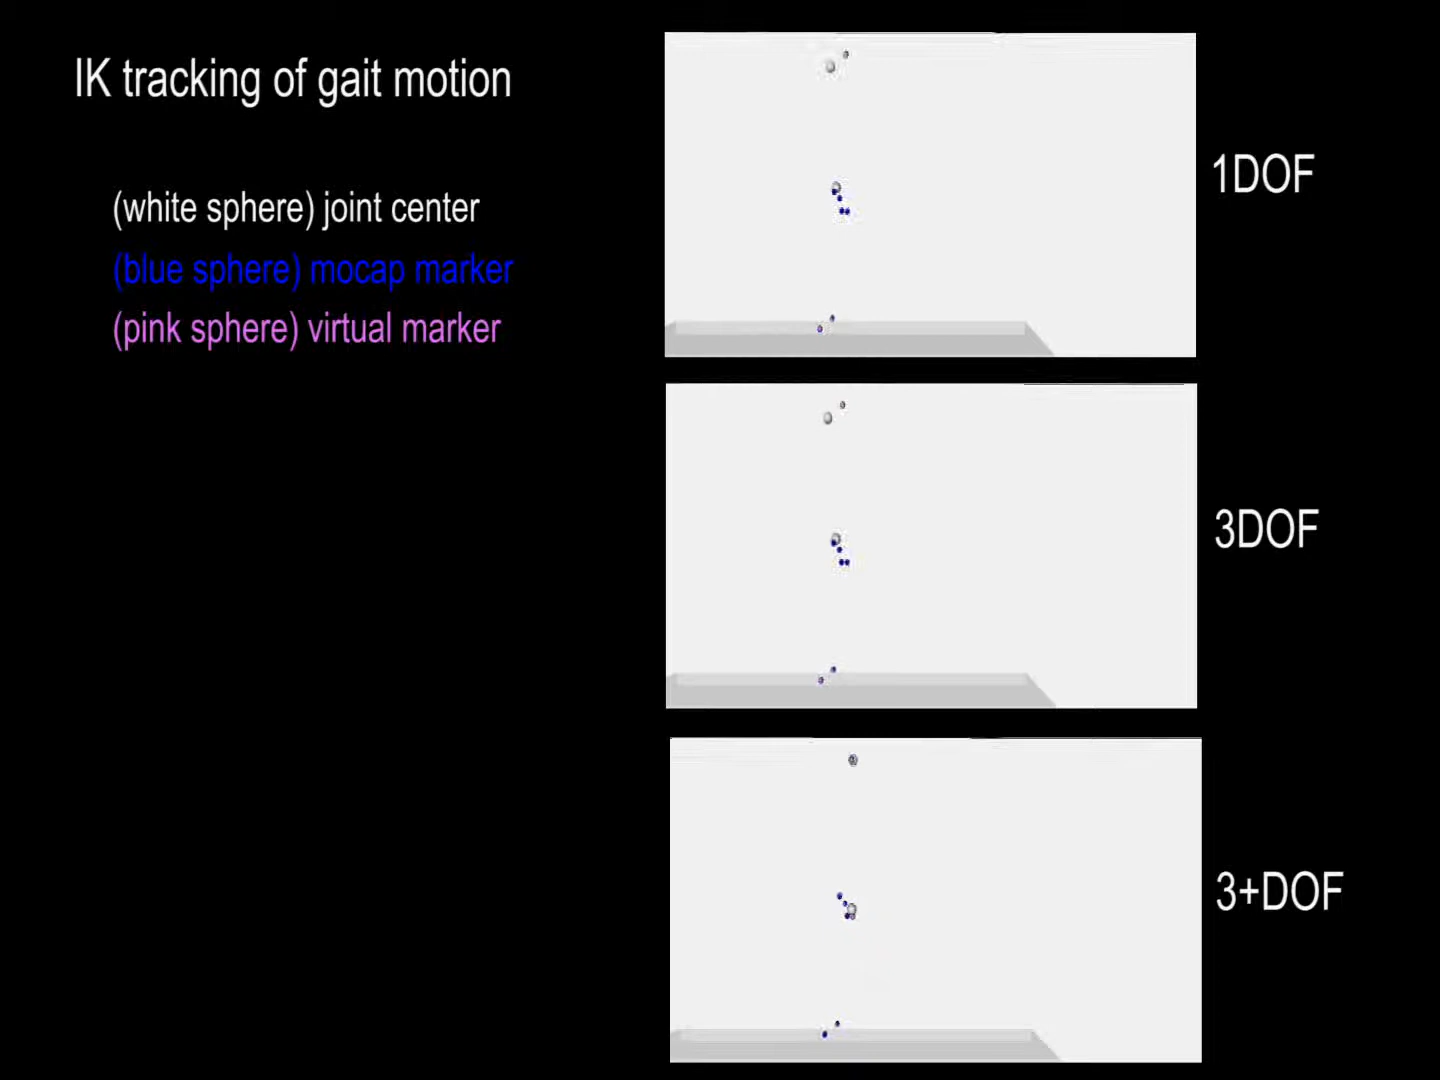 IK tracking of gait motion
(white sphere) joint center
(blue sphere) mocap marker
(pink sphere) virtual marker
1DOF
3DOF
3+DOF